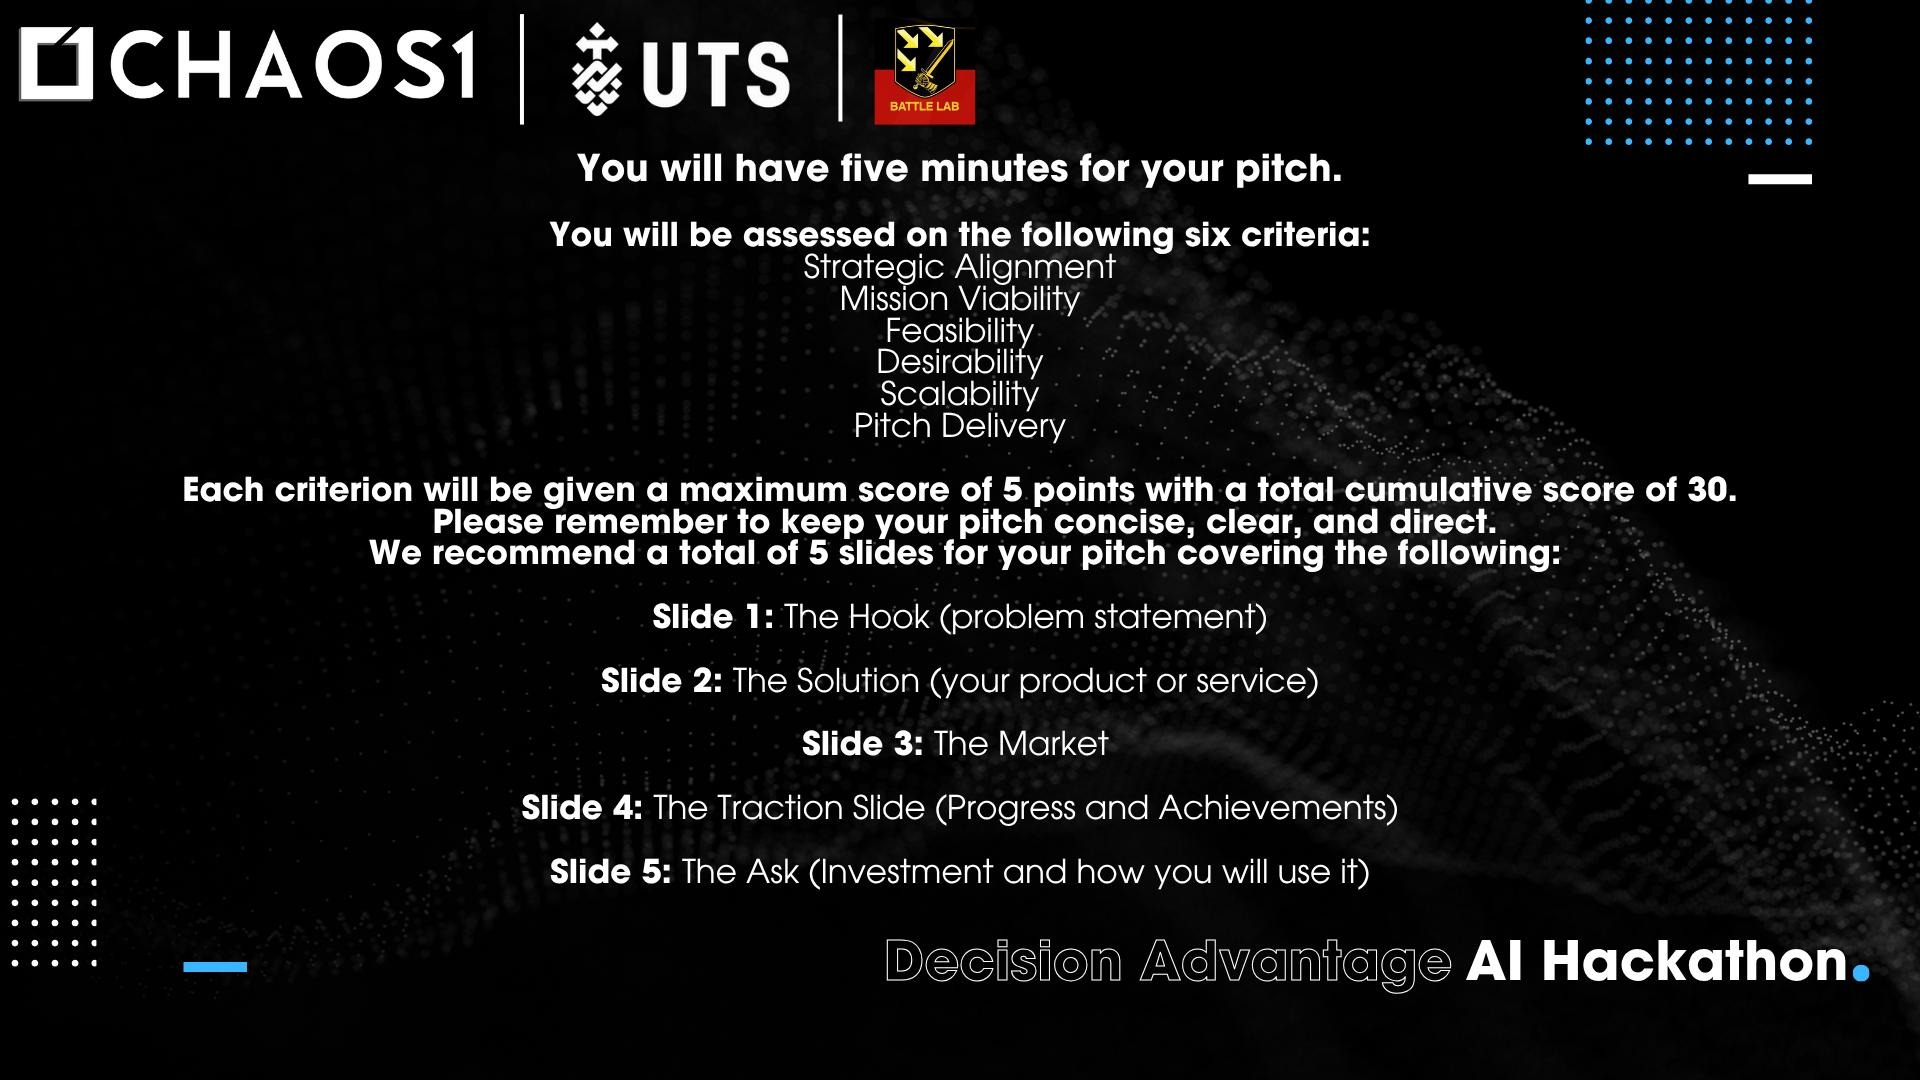 CHAOS1
UTS
BATTLE LAB
You will have five minutes for your pitch.
You will be assessed on the following six criteria:
Strategic Alignment
Mission Viability
Feasibility
Desirability
Scalability
Pitch Delivery
Each criterion will be given a maximum score of 5 points with a total cumulative score of 30.
Please remember to keep your pitch concise, clear, and direct.
We recommend a total of 5 slides for your pitch covering the following:
Slide 1: The Hook (problem statement)
Slide 2: The Solution (your product or service)
Slide 3: The Market
Slide 4: The Traction Slide (Progress and Achievements)
Slide 5: The Ask (Investment and how you will use it)
Decision Advantage AI Hackathon.